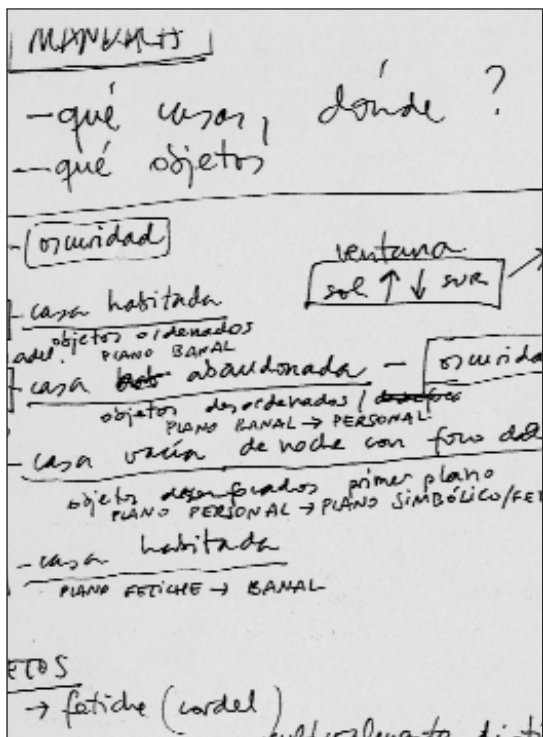 - qué casas, dónde ?
- qué objetos
- oscuridad
ventana
sol ↑ ↓ sur
- casa habitada
objetos ordenados
adel. PLANO BANAL
- casa abandonada - oscurida
objetos desordenados /
PLANO BANAL → PERSONAL
- casa vacía de noche con foco del
objetos desenfocados primer plano
PLANO PERSONAL → PLANO SIMBÓLICO/FET
- casa habitada
PLANO FETICHE → BANAL
ETOS
→ fetiche (cordel)